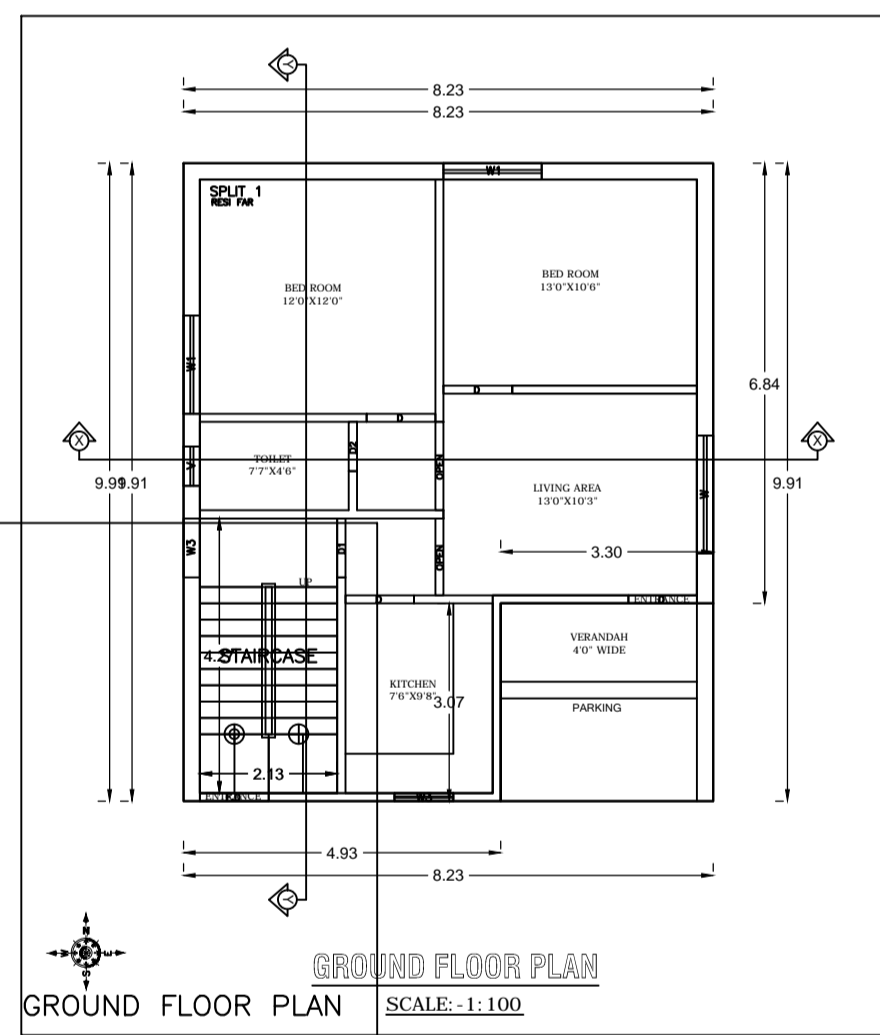 Y
8.23
8.23
W1
SPLIT 1
RESI FAR
BED ROOM
12'0"X12'0"
BED ROOM
13'0"X10'6"
W1
6.84
D
D
X
X
D2
TOILET
7'7"X4'6"
V
OPEN
9.99
9.91
LIVING AREA
13'0"X10'3"
W
9.91
W3
D1
OPEN
3.30
UP
D
ENTRANCE
D
VERANDAH
4'0" WIDE
STAIRCASE
KITCHEN
7'6"X9'8"
3.07
PARKING
2.13
ENTRANCE
4.93
8.23
Y
N
W
E
S
GROUND FLOOR PLAN
GROUND FLOOR PLAN
SCALE:-1:100